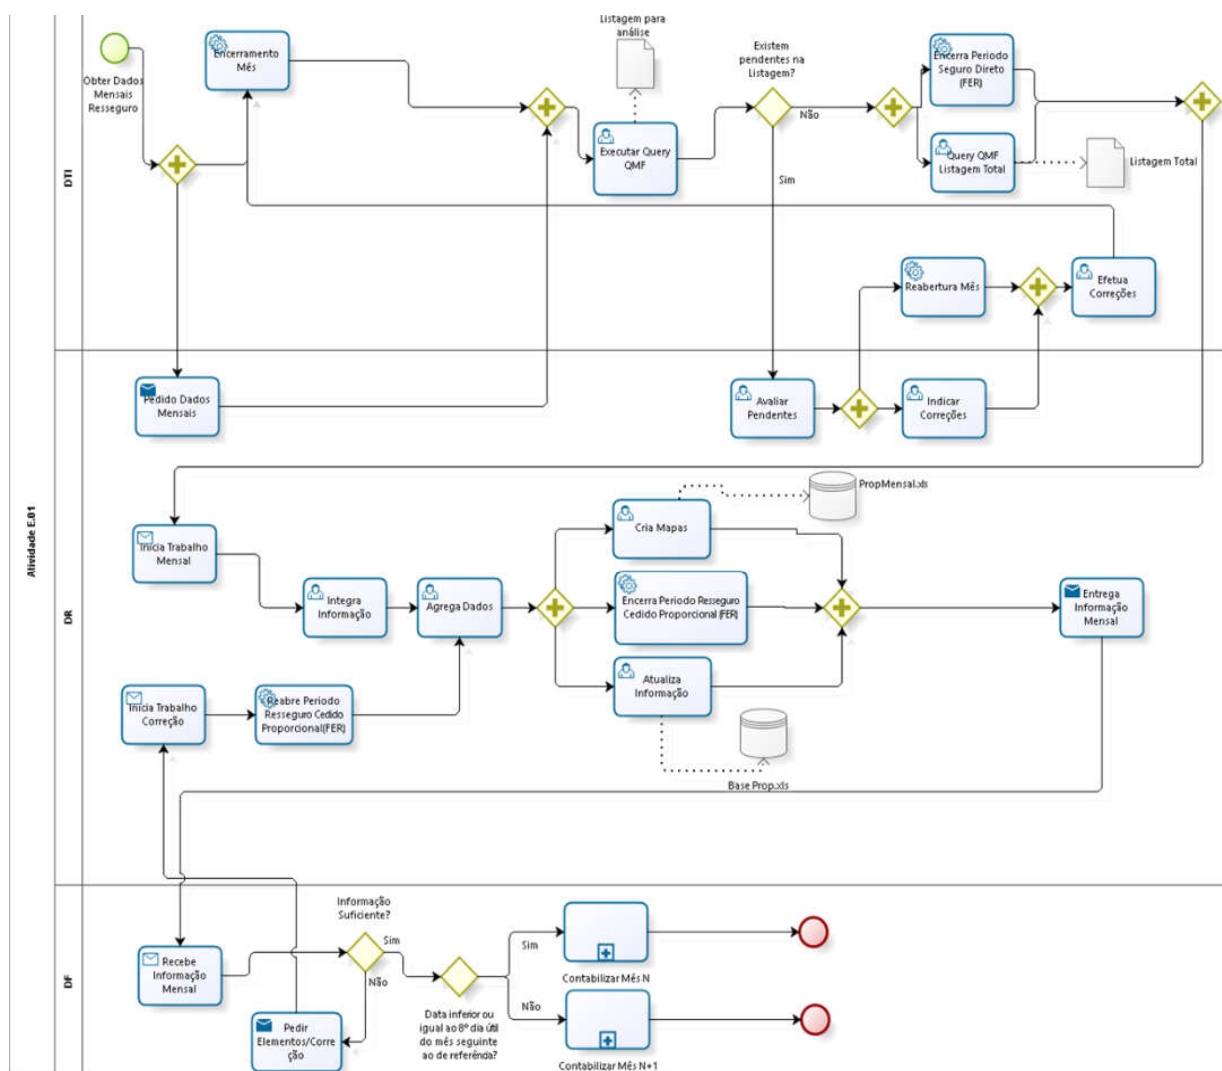 Atividade E.01
DTI
Obter Dados
Mensais
Resseguro
Encerramento
Mês
Listagem para
análise
Executar Query
QMF
Existem
pendentes na
Listagem?
Não
Sim
Encerra Periodo
Seguro Direto
(FER)
Query QMF
Listagem Total
Listagem Total
Reabertura Mês
Efetua
Correções
DR
Pedido Dados
Mensais
Avaliar
Pendentes
Indicar
Correções
Inicia Trabalho
Mensal
Integra
Informação
Agrega Dados
Cria Mapas
PropMensal.xls
Encerra Periodo Resseguro
Cedido Proporcional (FER)
Atualiza
Informação
Base Prop.xls
Entrega
Informação
Mensal
Inicia Trabalho
Correção
Reabre Periodo
Resseguro Cedido
Proporcional(FER)
DF
Recebe
Informação
Mensal
Informação
Suficiente?
Sim
Não
Pedir
Elementos/Corre
ção
Data inferior ou
igual ao 8º dia útil
do mês seguinte
ao de referência?
Sim
Não
Contabilizar Mês N
Contabilizar Mês N+1